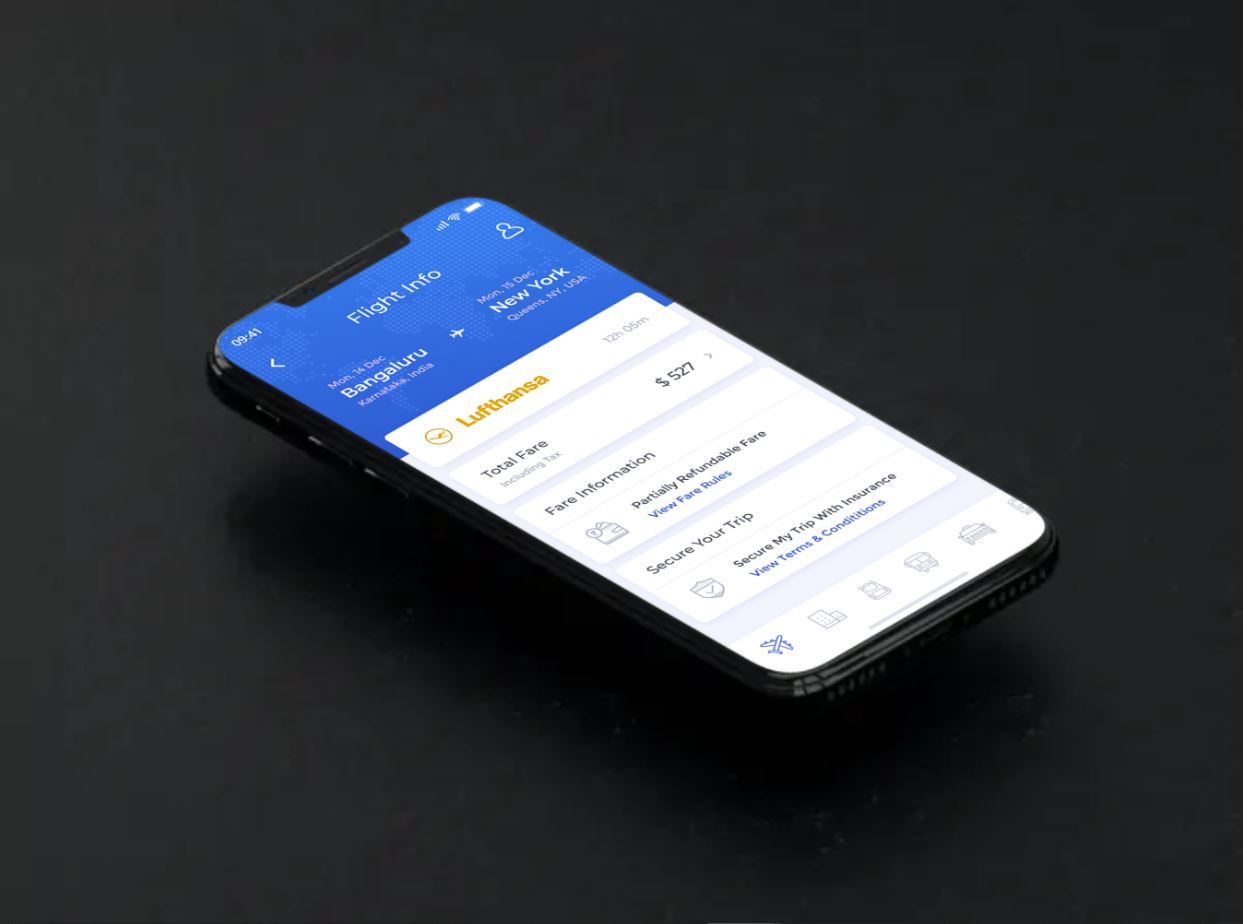 09:41
Flight Info
Mon, 14 Dec
Bangaluru
Karnataka, India
Mon, 15 Dec
New York
Queens, NY, USA
Lufthansa
12h 05m
Total Fare
Including Tax
$ 527
Fare Information
Partially Refundable Fare
View Fare Rules
Secure Your Trip
Secure My Trip With Insurance
View Terms & Condititions